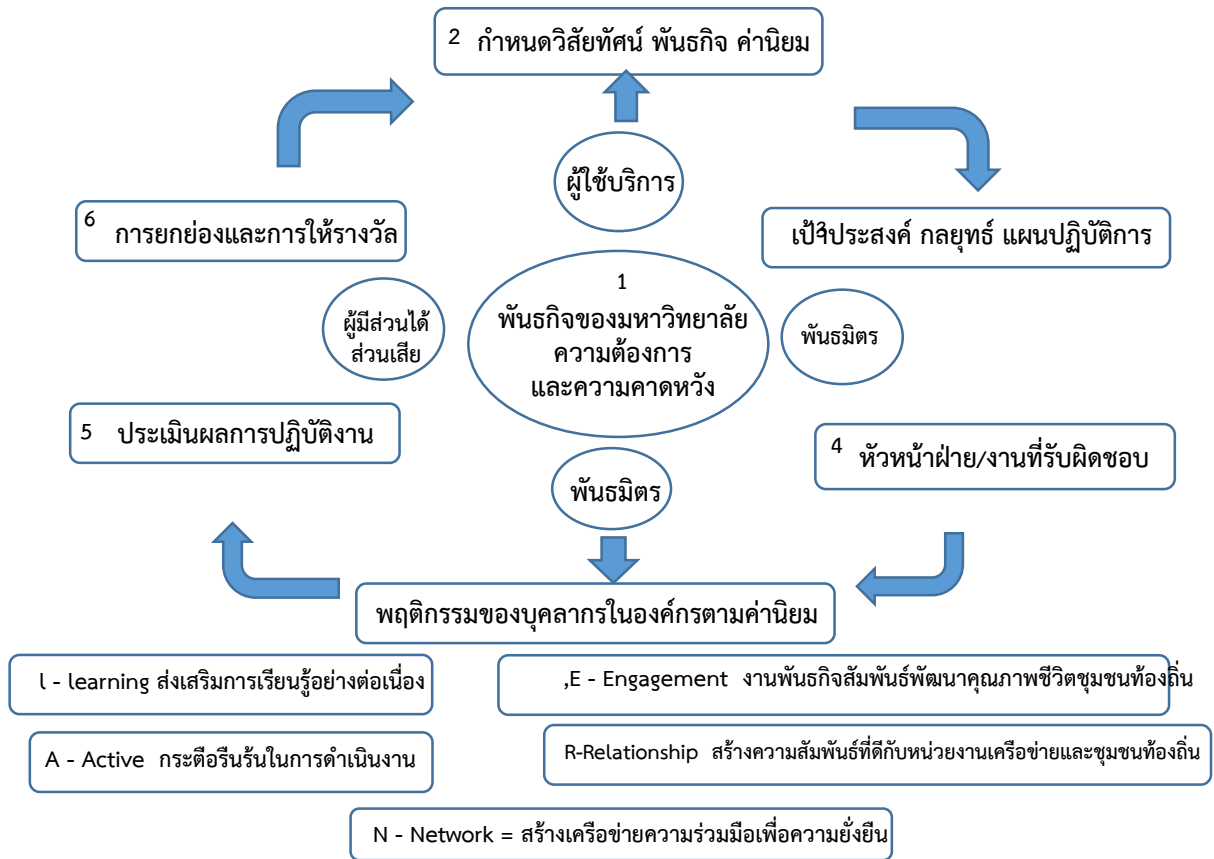 2 กำหนดวิสัยทัศน์ พันธกิจ ค่านิยม
ผู้ใช้บริการ
6 การยกย่องและการให้รางวัล
3 เป้าประสงค์ กลยุทธ์ แผนปฏิบัติการ
1
พันธกิจของมหาวิทยาลัย
ความต้องการ
และความคาดหวัง
ผู้มีส่วนได้
ส่วนเสีย
พันธมิตร
5 ประเมินผลการปฏิบัติงาน
4 หัวหน้าฝ่าย/งานที่รับผิดชอบ
พันธมิตร
พฤติกรรมของบุคลากรในองค์กรตามค่านิยม
l - learning ส่งเสริมการเรียนรู้อย่างต่อเนื่อง
,E - Engagement งานพันธกิจสัมพันธ์พัฒนาคุณภาพชีวิตชุมชนท้องถิ่น
A - Active กระตือรืนร้นในการดำเนินงาน
R-Relationship สร้างความสัมพันธ์ที่ดีกับหน่วยงานเครือข่ายและชุมชนท้องถิ่น
N - Network = สร้างเครือข่ายความร่วมมือเพื่อความยั่งยืน